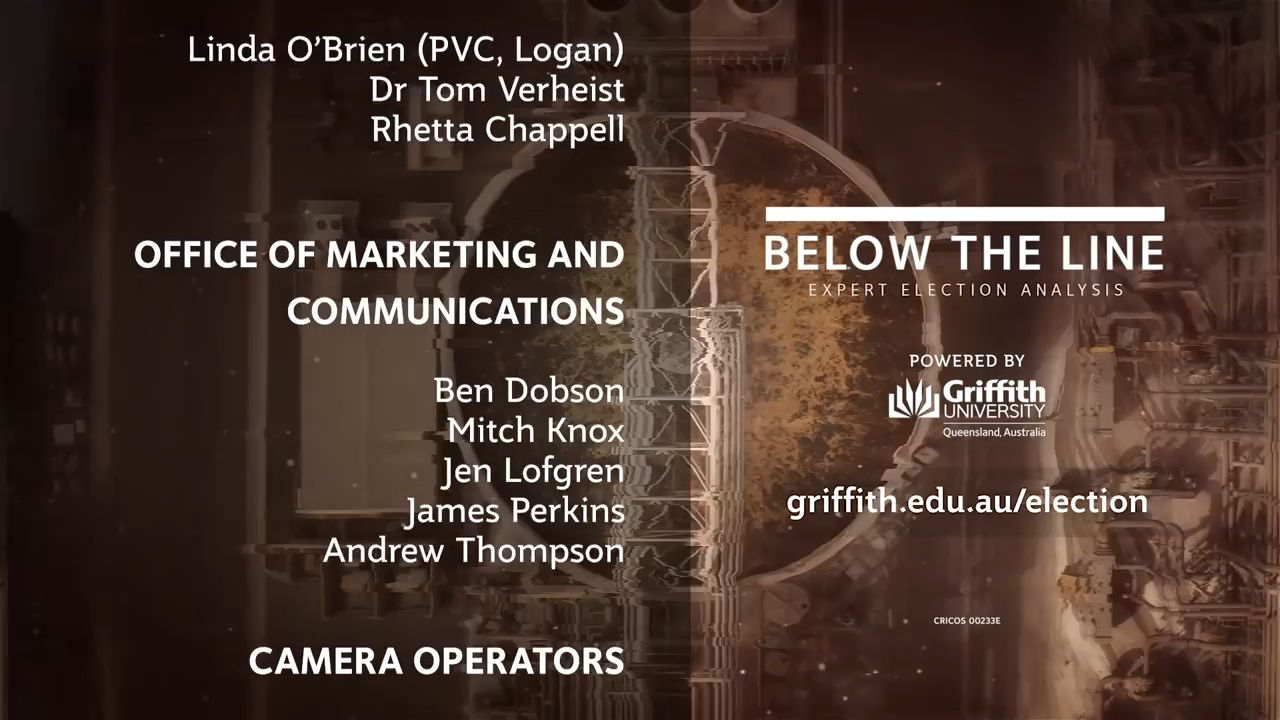 Linda O'Brien (PVC, Logan)
Dr Tom Verheist
Rhetta Chappell
OFFICE OF MARKETING AND
COMMUNICATIONS
Ben Dobson
Mitch Knox
Jen Lofgren
James Perkins
Andrew Thompson
CAMERA OPERATORS
BELOW THE LINE
EXPERT ELECTION ANALYSIS
POWERED BY
Griffith
UNIVERSITY
Queensland, Australia
griffith.edu.au/election
CRICOS 00233E